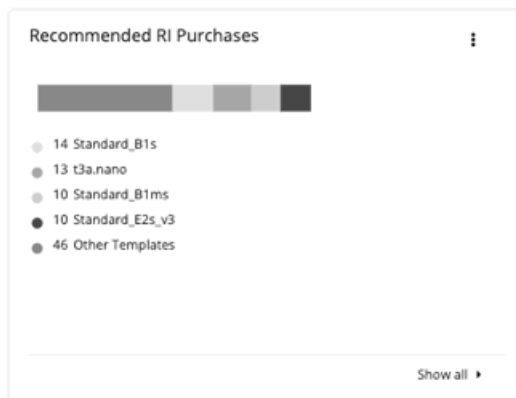 Recommended RI Purchases
14 Standard_B1s
13 t3a.nano
10 Standard_B1ms
10 Standard_E2s_v3
46 Other Templates
Show all